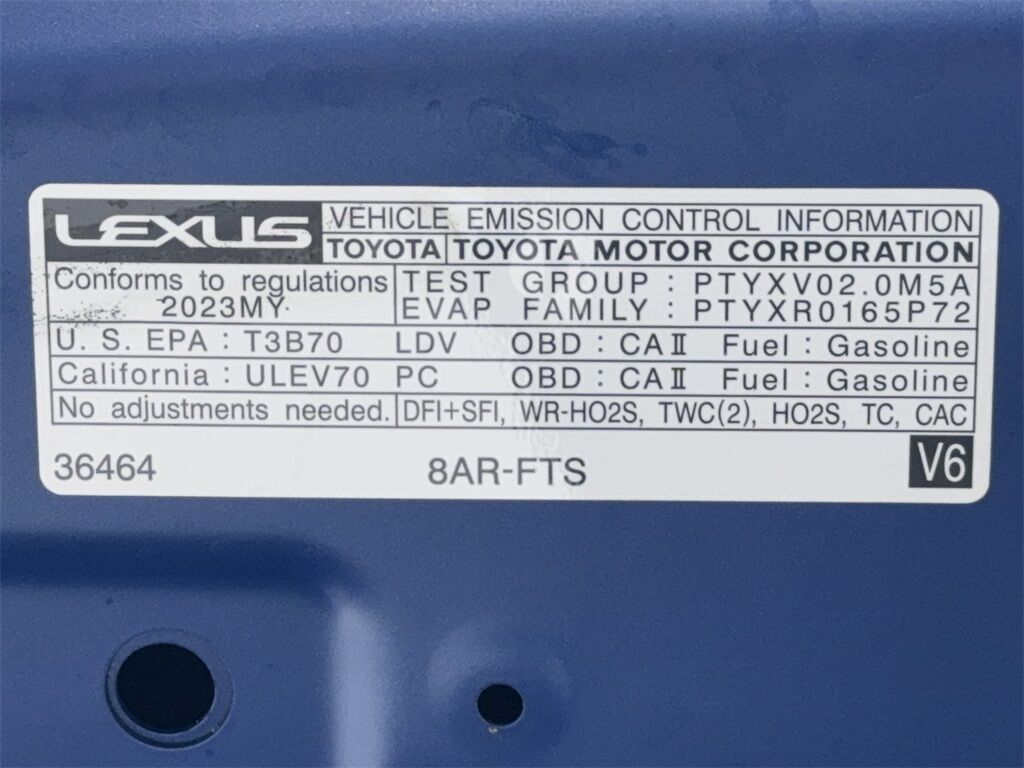 LEXUS VEHICLE EMISSION CONTROL INFORMATION
TOYOTA TOYOTA MOTOR CORPORATION
Conforms to regulations TEST GROUP : PTYXV02.0M5A
2023MY EVAP FAMILY : PTYXR0165P72
U. S. EPA : T3B70 LDV OBD : CAⅡ Fuel : Gasoline
California : ULEV70 PC OBD : CAⅡ Fuel : Gasoline
No adjustments needed. DFI+SFI, WR-HO2S, TWC(2), HO2S, TC, CAC
36464 8AR-FTS V6